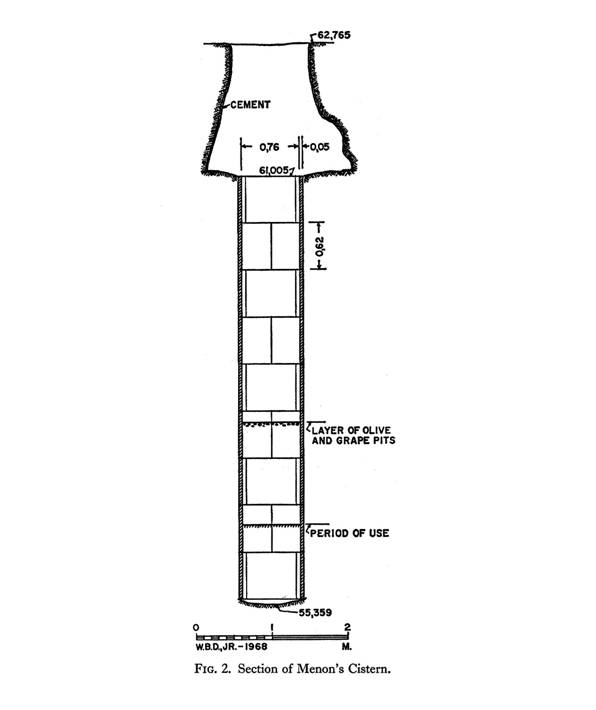 62,765
CEMENT
0,76
0,05
61,005
0,62
LAYER OF OLIVE
AND GRAPE PITS
PERIOD OF USE
55,359
0 1 2
W.B.D.,JR.-1968 M.
FIG. 2. Section of Menon's Cistern.